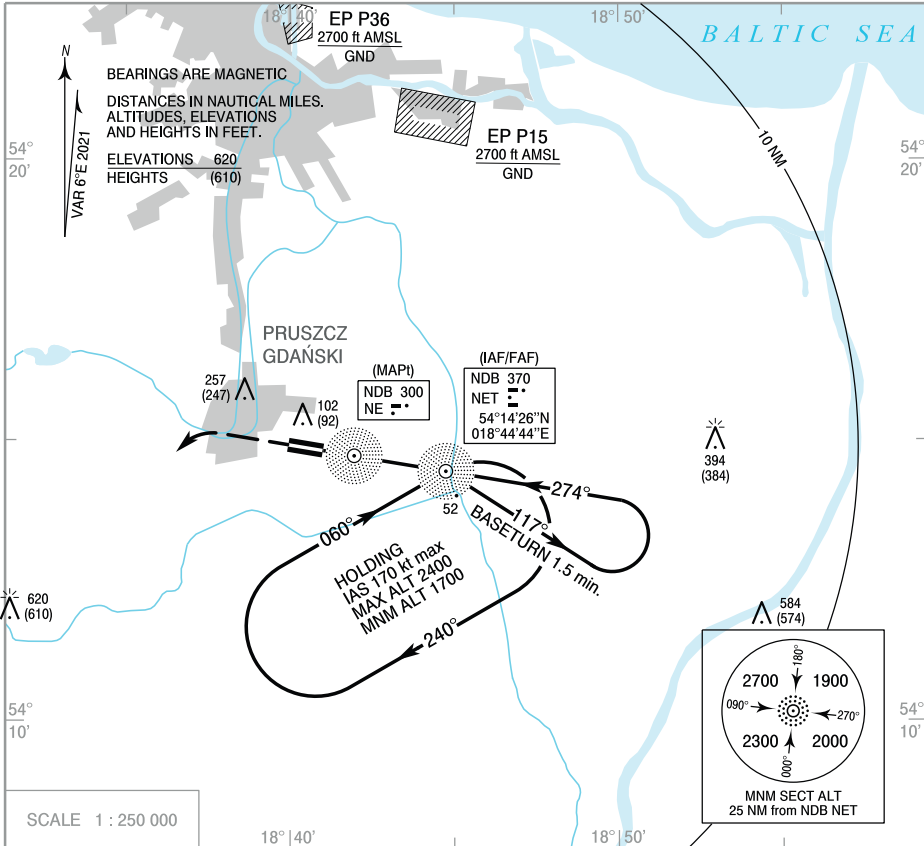 18°40'
EP P36
2700 ft AMSL
GND
18°50'
BALTIC SEA
N
VAR 6°E 2021
BEARINGS ARE MAGNETIC
DISTANCES IN NAUTICAL MILES.
ALTITUDES, ELEVATIONS
AND HEIGHTS IN FEET.
ELEVATIONS 620
HEIGHTS (610)
54°
20'
EP P15
2700 ft AMSL
GND
10 NM
54°
20'
PRUSZCZ
GDAŃSKI
257
(247)
102
(92)
(MAPt)
NDB 300
NE
(IAF/FAF)
NDB 370
NET
54°14'26"N
018°44'44"E
394
(384)
274°
117°
BASETURN 1.5 min.
52
060°
HOLDING
IAS 170 kt max
MAX ALT 2400
MNM ALT 1700
240°
620
(610)
584
(574)
54°
10'
54°
10'
180°
2700 1900
090° 270°
2300 2000
000°
MNM SECT ALT
25 NM from NDB NET
SCALE 1 : 250 000
18°40'
18°50'